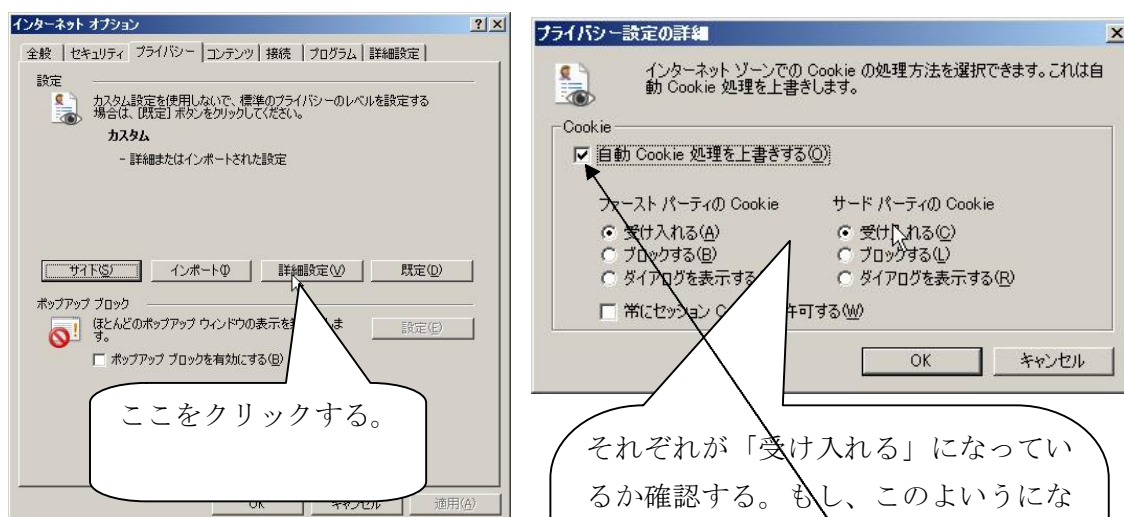 インターネット オプション
全般 セキュリティ プライバシー コンテンツ 接続 プログラム 詳細設定
設定
カスタム設定を使用しないで、標準のプライバシーのレベルを設定する
場合は、[既定] ボタンをクリックしてください。
カスタム
- 詳細またはインポートされた設定
サイト(S) インポート(I) 詳細設定(V) 既定(D)
ポップアップ ブロック
ほとんどのポップアップ ウィンドウの表示を
す。
設定(E)
ポップアップ ブロックを有効にする(B)
ここをクリックする。
OK キャンセル 適用(A)
プライバシー設定の詳細
インターネット ゾーンでの Cookie の処理方法を選択できます。これは自
動 Cookie 処理を上書きします。
Cookie
自動 Cookie 処理を上書きする(O)
ファースト パーティの Cookie サード パーティの Cookie
受け入れる(A) 受け入れる(C)
ブロックする(B) ブロックする(L)
ダイアログを表示する ダイアログを表示する(R)
常にセッション 許可する(W)
OK キャンセル
それぞれが「受け入れる」になってい
るか確認する。もし、このよいうにな